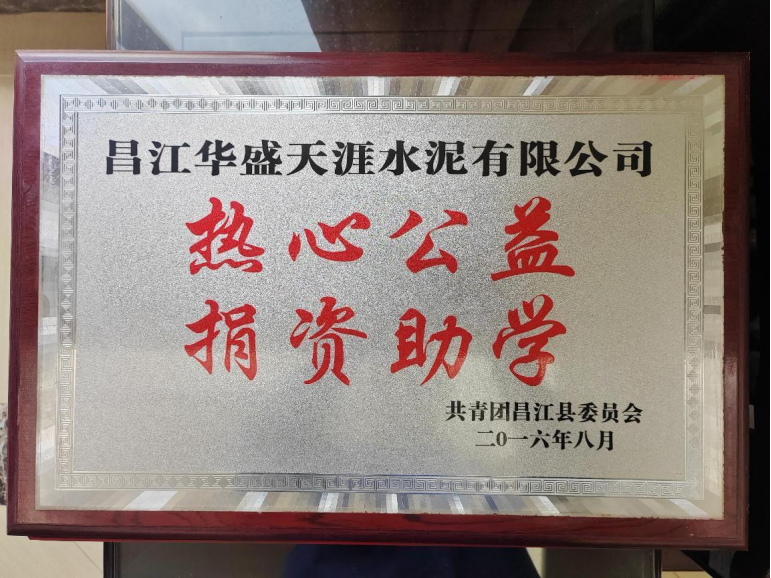 昌江华盛天涯水泥有限公司
热心公益
捐资助学
共青团昌江县委员会
二0一六年八月